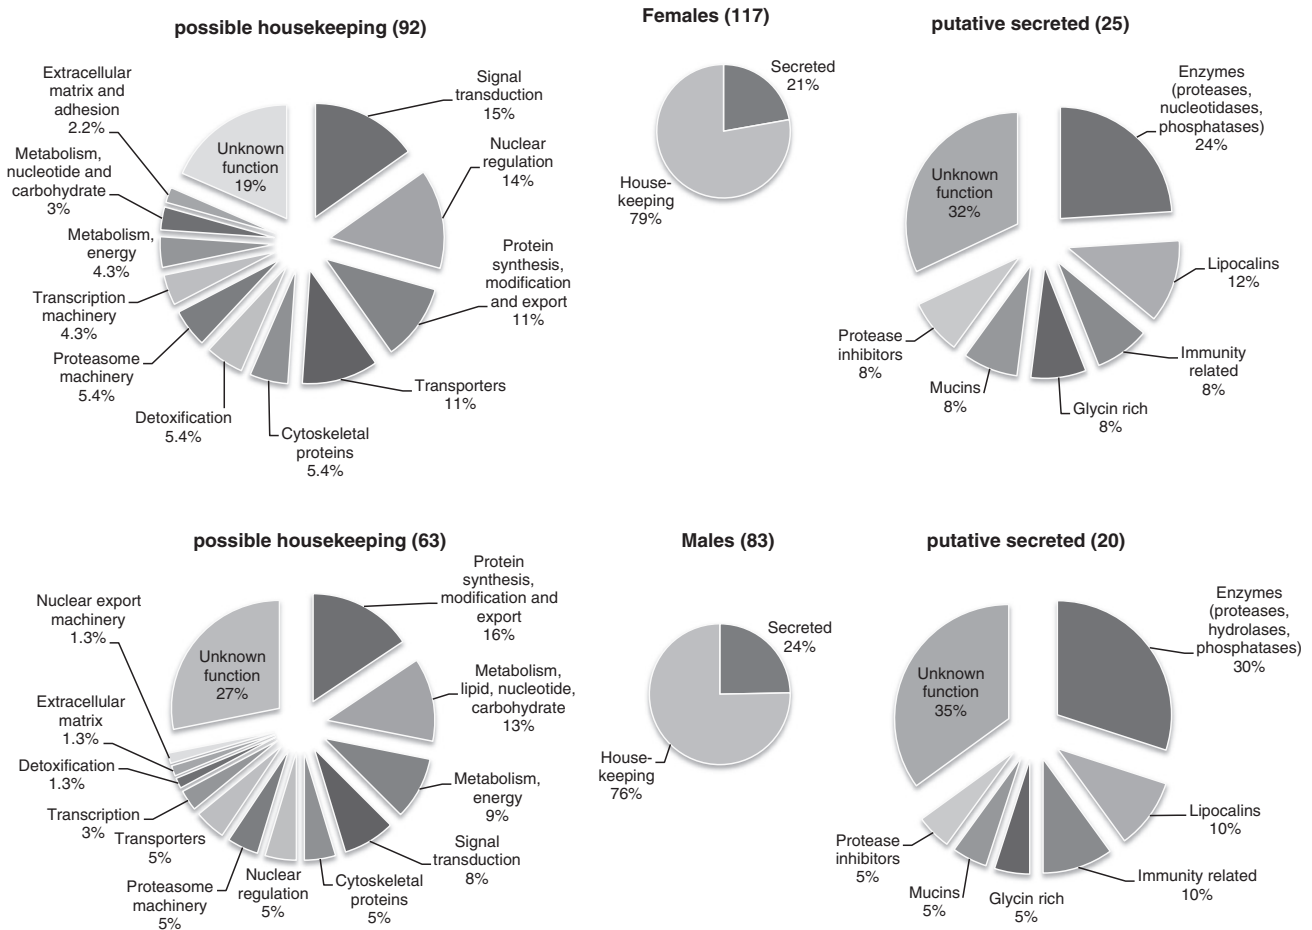 possible housekeeping (92)
Signal
transduction
15%
Nuclear
regulation
14%
Protein
synthesis,
modification
and export
11%
Transporters
11%
Cytoskeletal
proteins
5.4%
Detoxification
5.4%
Proteasome
machinery
5.4%
Transcription
machinery
4.3%
Metabolism,
energy
4.3%
Metabolism,
nucleotide and
carbohydrate
3%
Extracellular
matrix and
adhesion
2.2%
Unknown
function
19%
Females (117)
Secreted
21%
House-
keeping
79%
putative secreted (25)
Enzymes
(proteases,
nucleotidases,
phosphatases)
24%
Lipocalins
12%
Immunity
related
8%
Glycin rich
8%
Mucins
8%
Protease
inhibitors
8%
Unknown
function
32%
possible housekeeping (63)
Protein
synthesis,
modification and
export
16%
Metabolism,
lipid, nucleotide,
carbohydrate
13%
Metabolism,
energy
9%
Signal
transduction
8%
Cytoskeletal
proteins
5%
Nuclear
regulation
5%
Proteasome
machinery
5%
Transporters
5%
Transcription
3%
Detoxification
1.3%
Extracellular
matrix
1.3%
Nuclear export
machinery
1.3%
Unknown
function
27%
Males (83)
Secreted
24%
House-
keeping
76%
putative secreted (20)
Enzymes
(proteases,
hydrolases,
phosphatases)
30%
Lipocalins
10%
Immunity related
10%
Glycin rich
5%
Mucins
5%
Protease
inhibitors
5%
Unknown
function
35%